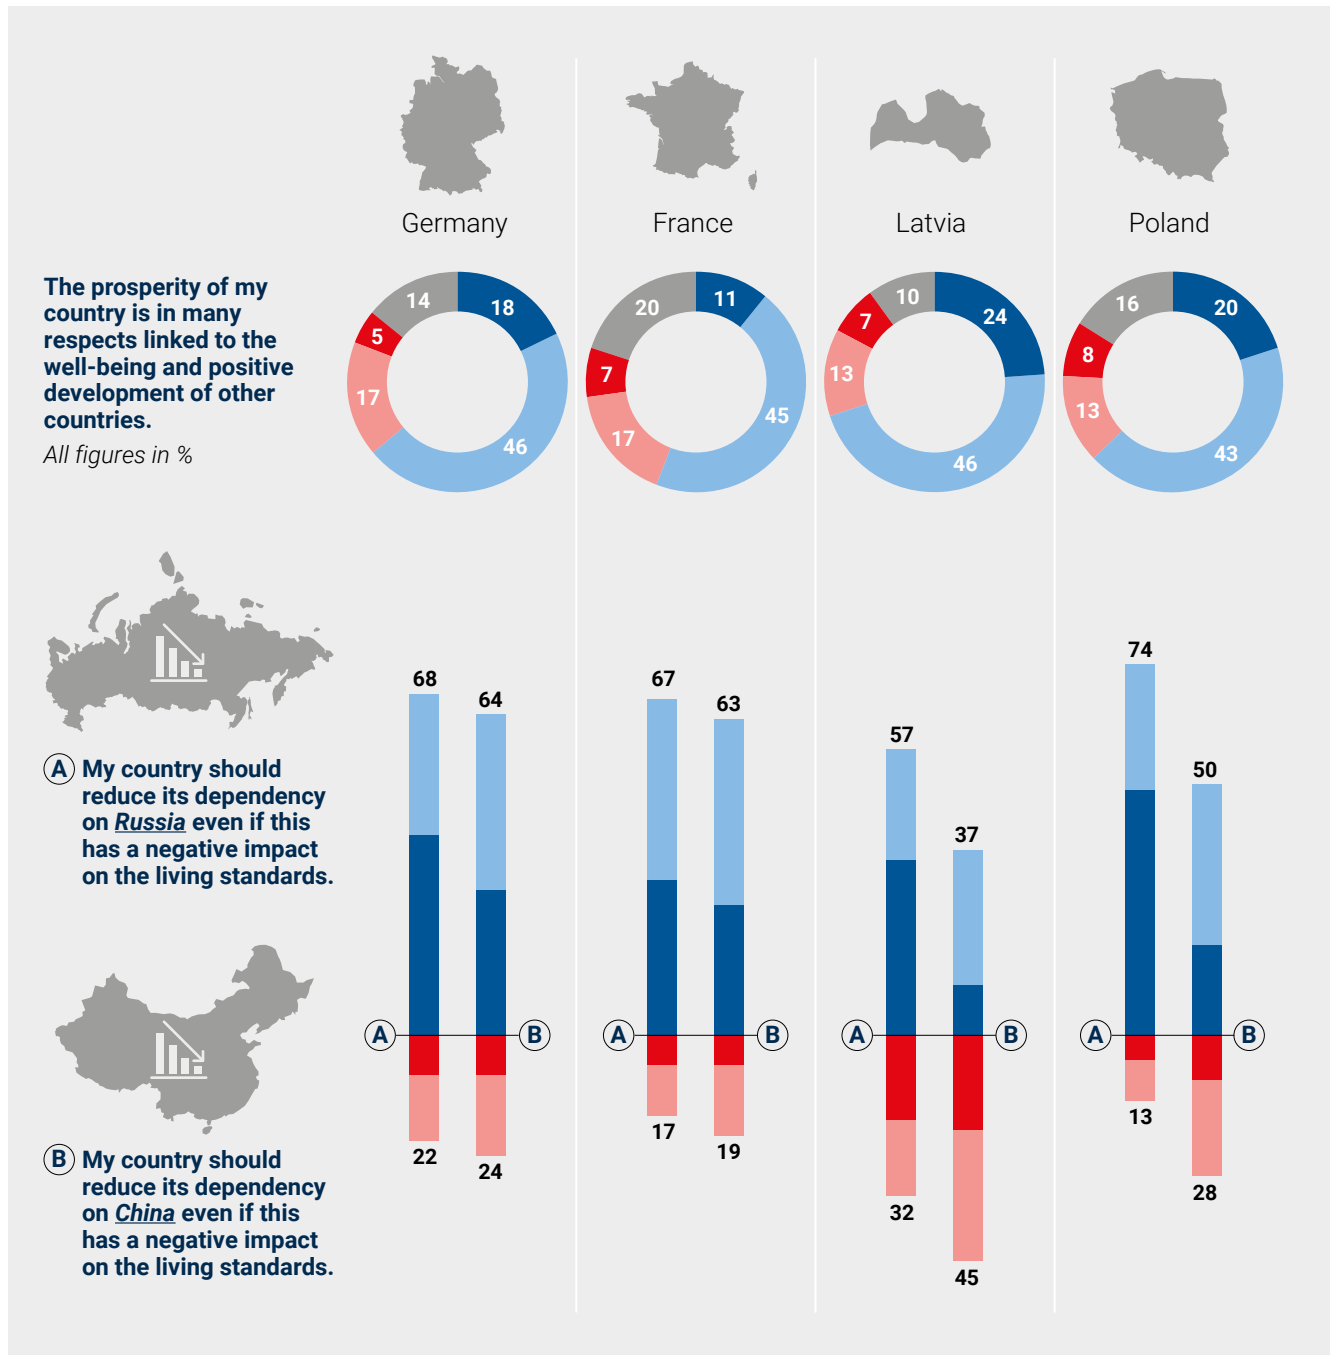 Germany
France
Latvia
Poland
The prosperity of my
country is in many
respects linked to the
well-being and positive
development of other
countries.
All figures in %
14
18
5
17
46
20
11
7
17
45
10
24
7
13
46
16
20
8
13
43
A My country should
reduce its dependency
on Russia even if this
has a negative impact
on the living standards.
B My country should
reduce its dependency
on China even if this
has a negative impact
on the living standards.
68
64
A
B
22
24
67
63
A
B
17
19
57
37
A
B
32
45
74
50
A
B
13
28